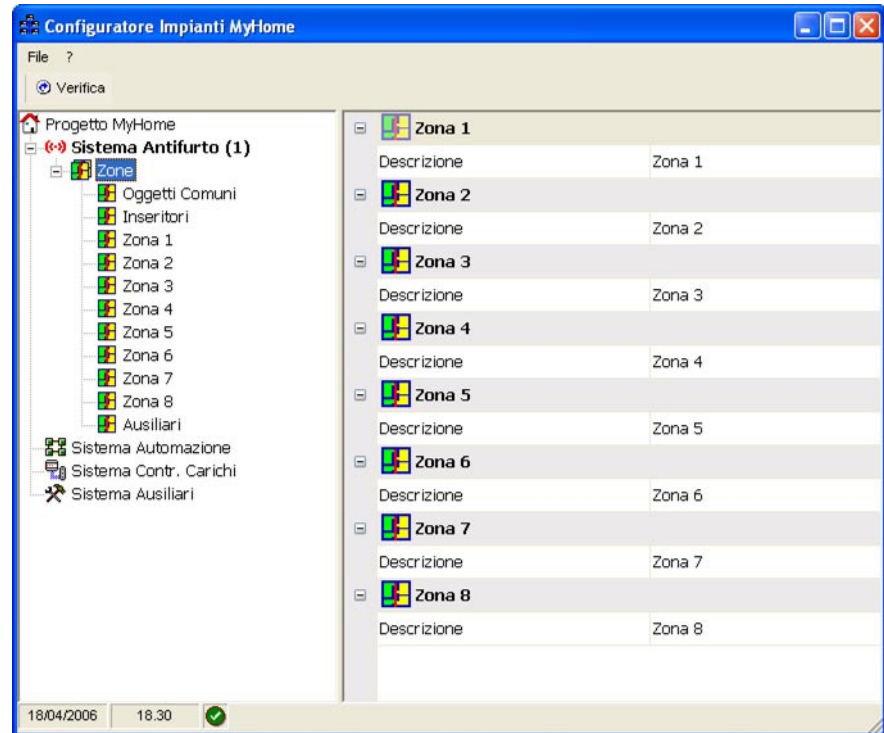 Configuratore Impianti MyHome
File ?
Verifica
Progetto MyHome
Sistema Antifurto (1)
Zone
Oggetti Comuni
Inseritori
Zona 1
Zona 2
Zona 3
Zona 4
Zona 5
Zona 6
Zona 7
Zona 8
Ausiliari
Sistema Automazione
Sistema Contr. Carichi
Sistema Ausiliari
Zona 1
Descrizione Zona 1
Zona 2
Descrizione Zona 2
Zona 3
Descrizione Zona 3
Zona 4
Descrizione Zona 4
Zona 5
Descrizione Zona 5
Zona 6
Descrizione Zona 6
Zona 7
Descrizione Zona 7
Zona 8
Descrizione Zona 8
18/04/2006 18.30